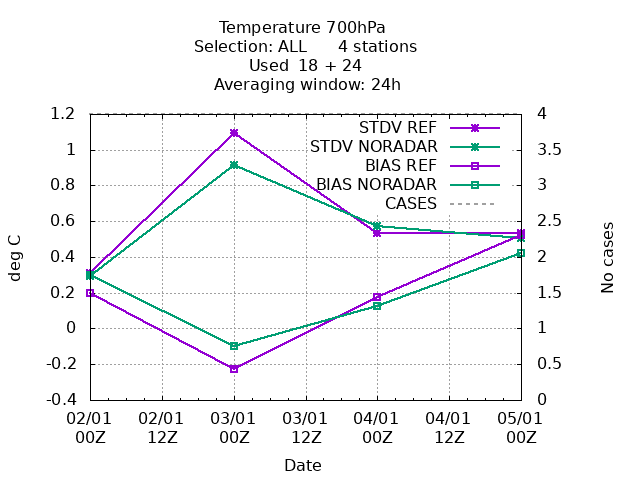 Temperature 700hPa
Selection: ALL      4 stations
Used  18 + 24
Averaging window: 24h
1.2
1
0.8
0.6
0.4
0.2
0
-0.2
-0.4
deg C
4
3.5
3
2.5
2
1.5
1
0.5
0
No cases
STDV REF
STDV NORADAR
BIAS REF
BIAS NORADAR
CASES
02/01 02/01 03/01 03/01 04/01 04/01 05/01
00Z 12Z 00Z 12Z 00Z 12Z 00Z
Date